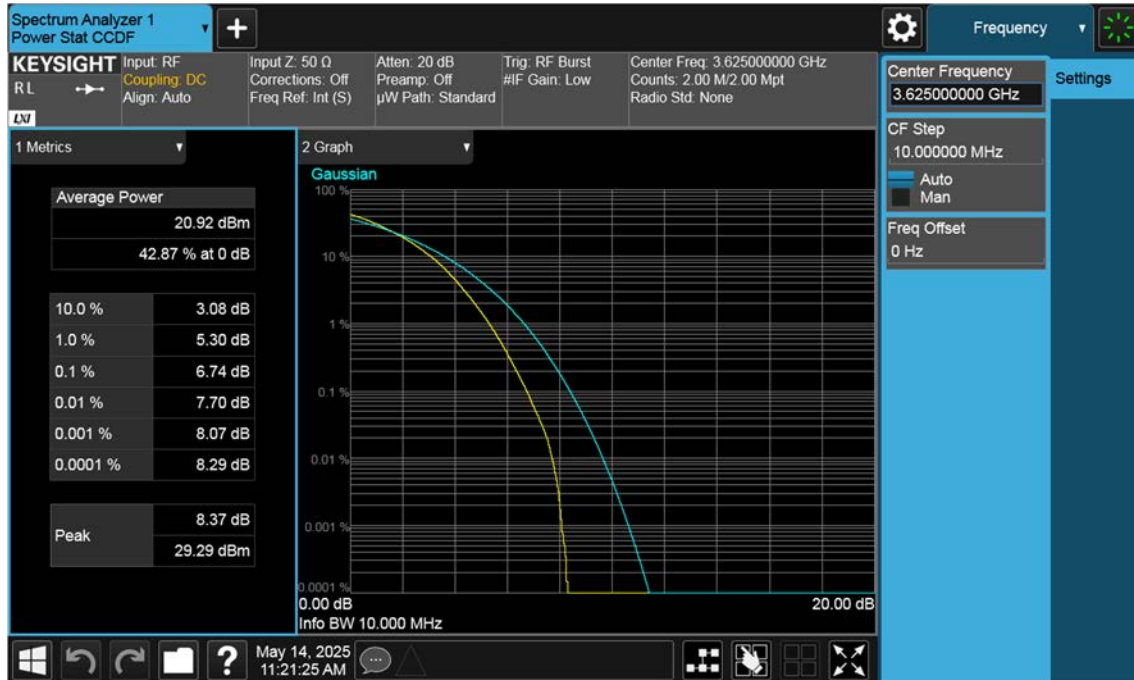 Spectrum Analyzer 1
Power Stat CCDF
Frequency
KEYSIGHT
RL
LXI
Input: RF
Coupling: DC
Align: Auto
Input Z: 50 Ω
Corrections: Off
Freq Ref: Int (S)
Atten: 20 dB
Preamp: Off
µW Path: Standard
Trig: RF Burst
#IF Gain: Low
Center Freq: 3.625000000 GHz
Counts: 2.00 M/2.00 Mpt
Radio Std: None
Center Frequency
3.625000000 GHz
Settings
CF Step
10.000000 MHz
Auto
Man
Freq Offset
0 Hz
1 Metrics
Average Power
20.92 dBm
42.87 % at 0 dB
10.0 % 3.08 dB
1.0 % 5.30 dB
0.1 % 6.74 dB
0.01 % 7.70 dB
0.001 % 8.07 dB
0.0001 % 8.29 dB
Peak
8.37 dB
29.29 dBm
2 Graph
Gaussian
100 %
10 %
1 %
0.1 %
0.01 %
0.001 %
0.0001 %
0.00 dB 20.00 dB
Info BW 10.000 MHz
?
May 14, 2025
11:21:25 AM